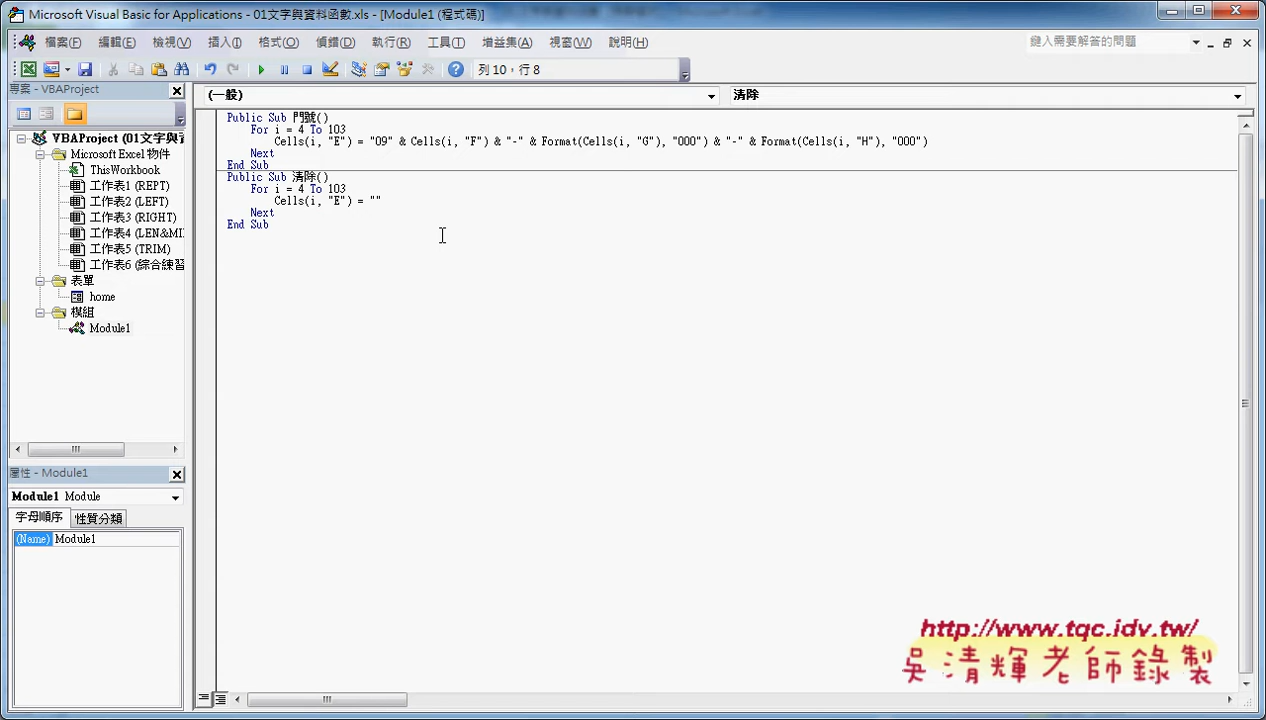 Microsoft Visual Basic for Applications - 01文字與資料函數.xls - [Module1 (程式碼)]
檔案(F) 編輯(E) 檢視(V) 插入(I) 格式(O) 偵錯(D) 執行(R) 工具(T) 增益集(A) 視窗(W) 說明(H) 鍵入需要解答的問題
列 10，行 8
專案 - VBAProject
(一般) 清除
VBAProject (01文字與
Microsoft Excel 物件
ThisWorkbook
工作表1 (REPT)
工作表2 (LEFT)
工作表3 (RIGHT)
工作表4 (LEN&MI
工作表5 (TRIM)
工作表6 (綜合練習
表單
home
模組
Module1
Public Sub 門號()
For i = 4 To 103
Cells(i, "E") = "09" & Cells(i, "F") & "-" & Format(Cells(i, "G"), "000") & "-" & Format(Cells(i, "H"), "000")
Next
End Sub
Public Sub 清除()
For i = 4 To 103
Cells(i, "E") = ""
Next
End Sub
屬性 - Module1
Module1 Module
字母順序 性質分類
(Name) Module1
http://www.tqc.idv.tw/
吳清輝老師錄製